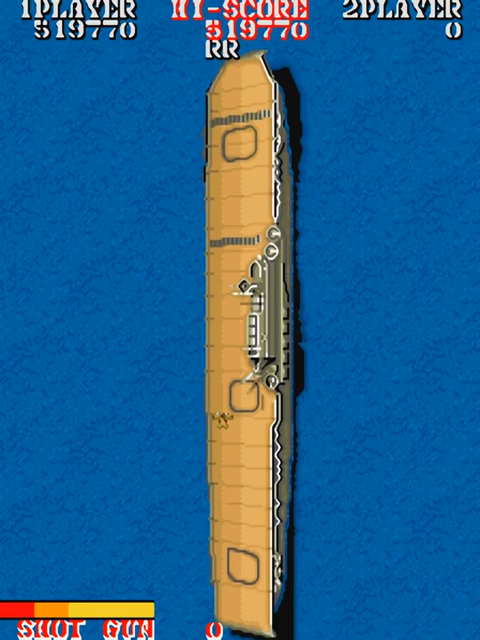 1PLAYER HI-SCORE 2PLAYER
519770 519770 0
RR
SHOT GUN 0